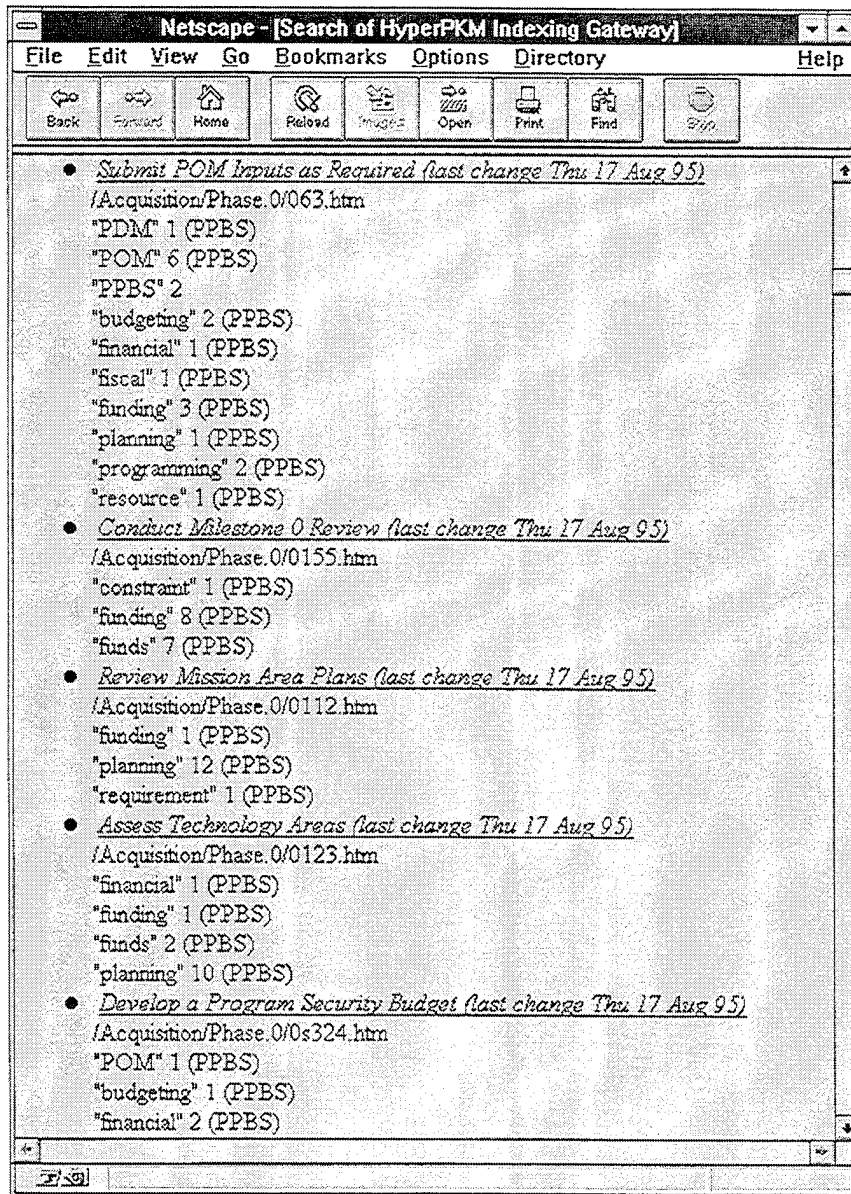 Netscape - [Search of HyperPKM Indexing Gateway]
File Edit View Go Bookmarks Options Directory Help
Back Forward Home Reload Images Open Print Find Stop
Submit POM Inputs as Required (last change Thu 17 Aug 95)
/Acquisition/Phase.0/063.htm
"PDM" 1 (PPBS)
"POM" 6 (PPBS)
"PPBS" 2
"budgeting" 2 (PPBS)
"financial" 1 (PPBS)
"fiscal" 1 (PPBS)
"funding" 3 (PPBS)
"planning" 1 (PPBS)
"programming" 2 (PPBS)
"resource" 1 (PPBS)
Conduct Milestone 0 Review (last change Thu 17 Aug 95)
/Acquisition/Phase.0/0155.htm
"constraint" 1 (PPBS)
"funding" 8 (PPBS)
"funds" 7 (PPBS)
Review Mission Area Plans (last change Thu 17 Aug 95)
/Acquisition/Phase.0/0112.htm
"funding" 1 (PPBS)
"planning" 12 (PPBS)
"requirement" 1 (PPBS)
Assess Technology Areas (last change Thu 17 Aug 95)
/Acquisition/Phase.0/0123.htm
"financial" 1 (PPBS)
"funding" 1 (PPBS)
"funds" 2 (PPBS)
"planning" 10 (PPBS)
Develop a Program Security Budget (last change Thu 17 Aug 95)
/Acquisition/Phase.0/0s324.htm
"POM" 1 (PPBS)
"budgeting" 1 (PPBS)
"financial" 2 (PPBS)